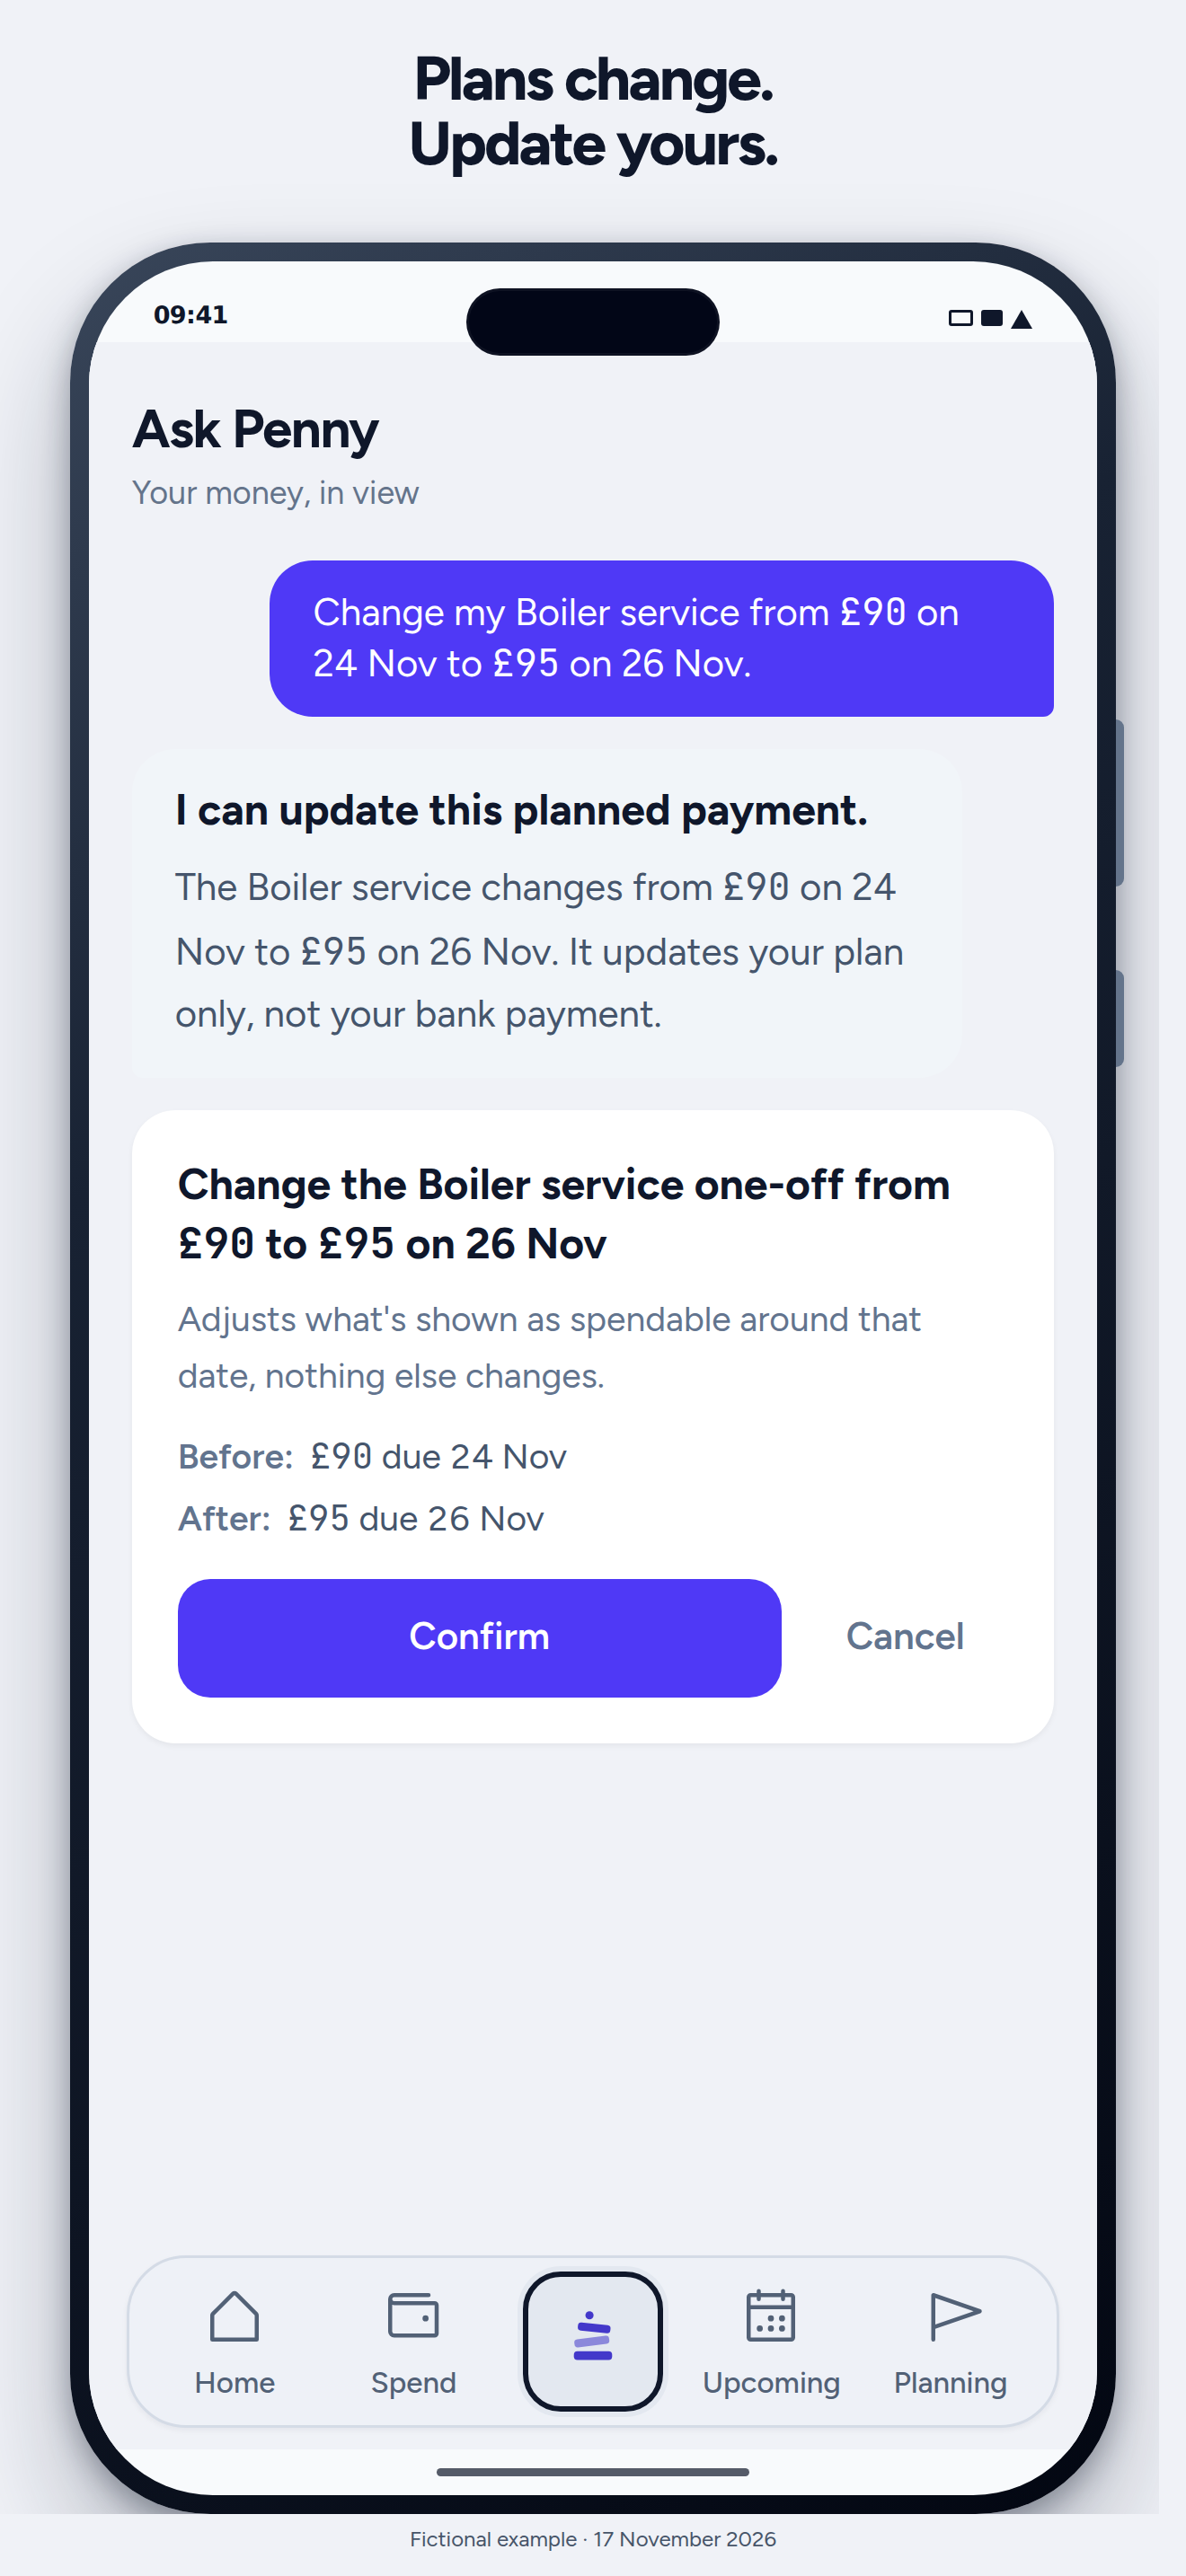 Plans change.
Update yours.
09:41
Ask Penny
Your money, in view
Change my Boiler service from £90 on
24 Nov to £95 on 26 Nov.
I can update this planned payment.
The Boiler service changes from £90 on 24
Nov to £95 on 26 Nov. It updates your plan
only, not your bank payment.
Change the Boiler service one-off from
£90 to £95 on 26 Nov
Adjusts what's shown as spendable around that
date, nothing else changes.
Before: £90 due 24 Nov
After: £95 due 26 Nov
Confirm
Cancel
Home
Spend
Upcoming
Planning
Fictional example · 17 November 2026